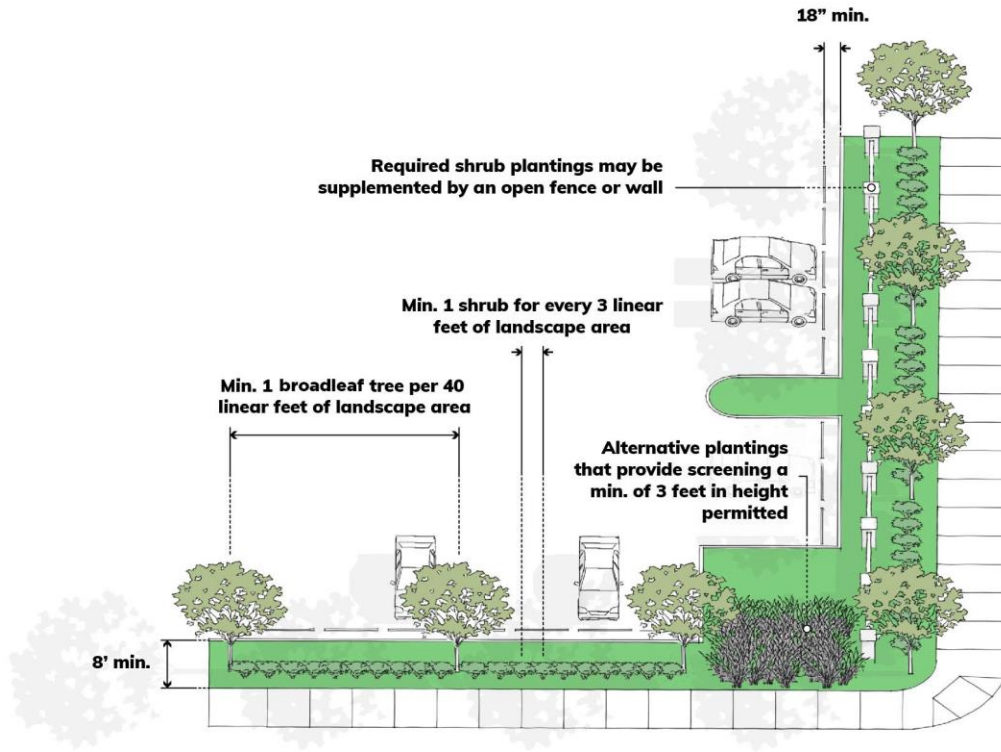 18” min.
Required shrub plantings may be
supplemented by an open fence or wall
Min. 1 shrub for every 3 linear
feet of landscape area
Min. 1 broadleaf tree per 40
linear feet of landscape area
Alternative plantings
that provide screening a
min. of 3 feet in height
permitted
8’ min.